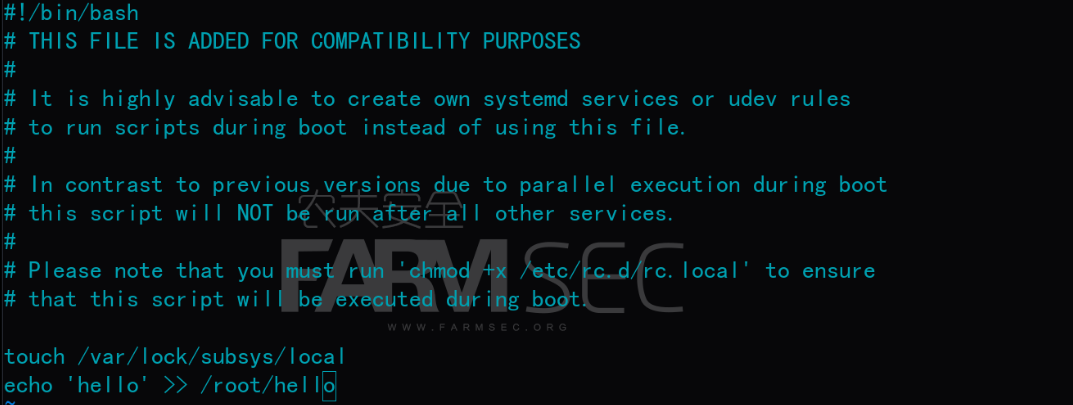 #!/bin/bash
# THIS FILE IS ADDED FOR COMPATIBILITY PURPOSES
#
# It is highly advisable to create own systemd services or udev rules
# to run scripts during boot instead of using this file.
#
# In contrast to previous versions due to parallel execution during boot
# this script will NOT be run after all other services.
#
# Please note that you must run 'chmod +x /etc/rc.d/rc.local' to ensure
# that this script will be executed during boot.

touch /var/lock/subsys/local
echo 'hello' >> /root/hello
~
农夫安全
FARMSEC
WWW.FARMSEC.ORG